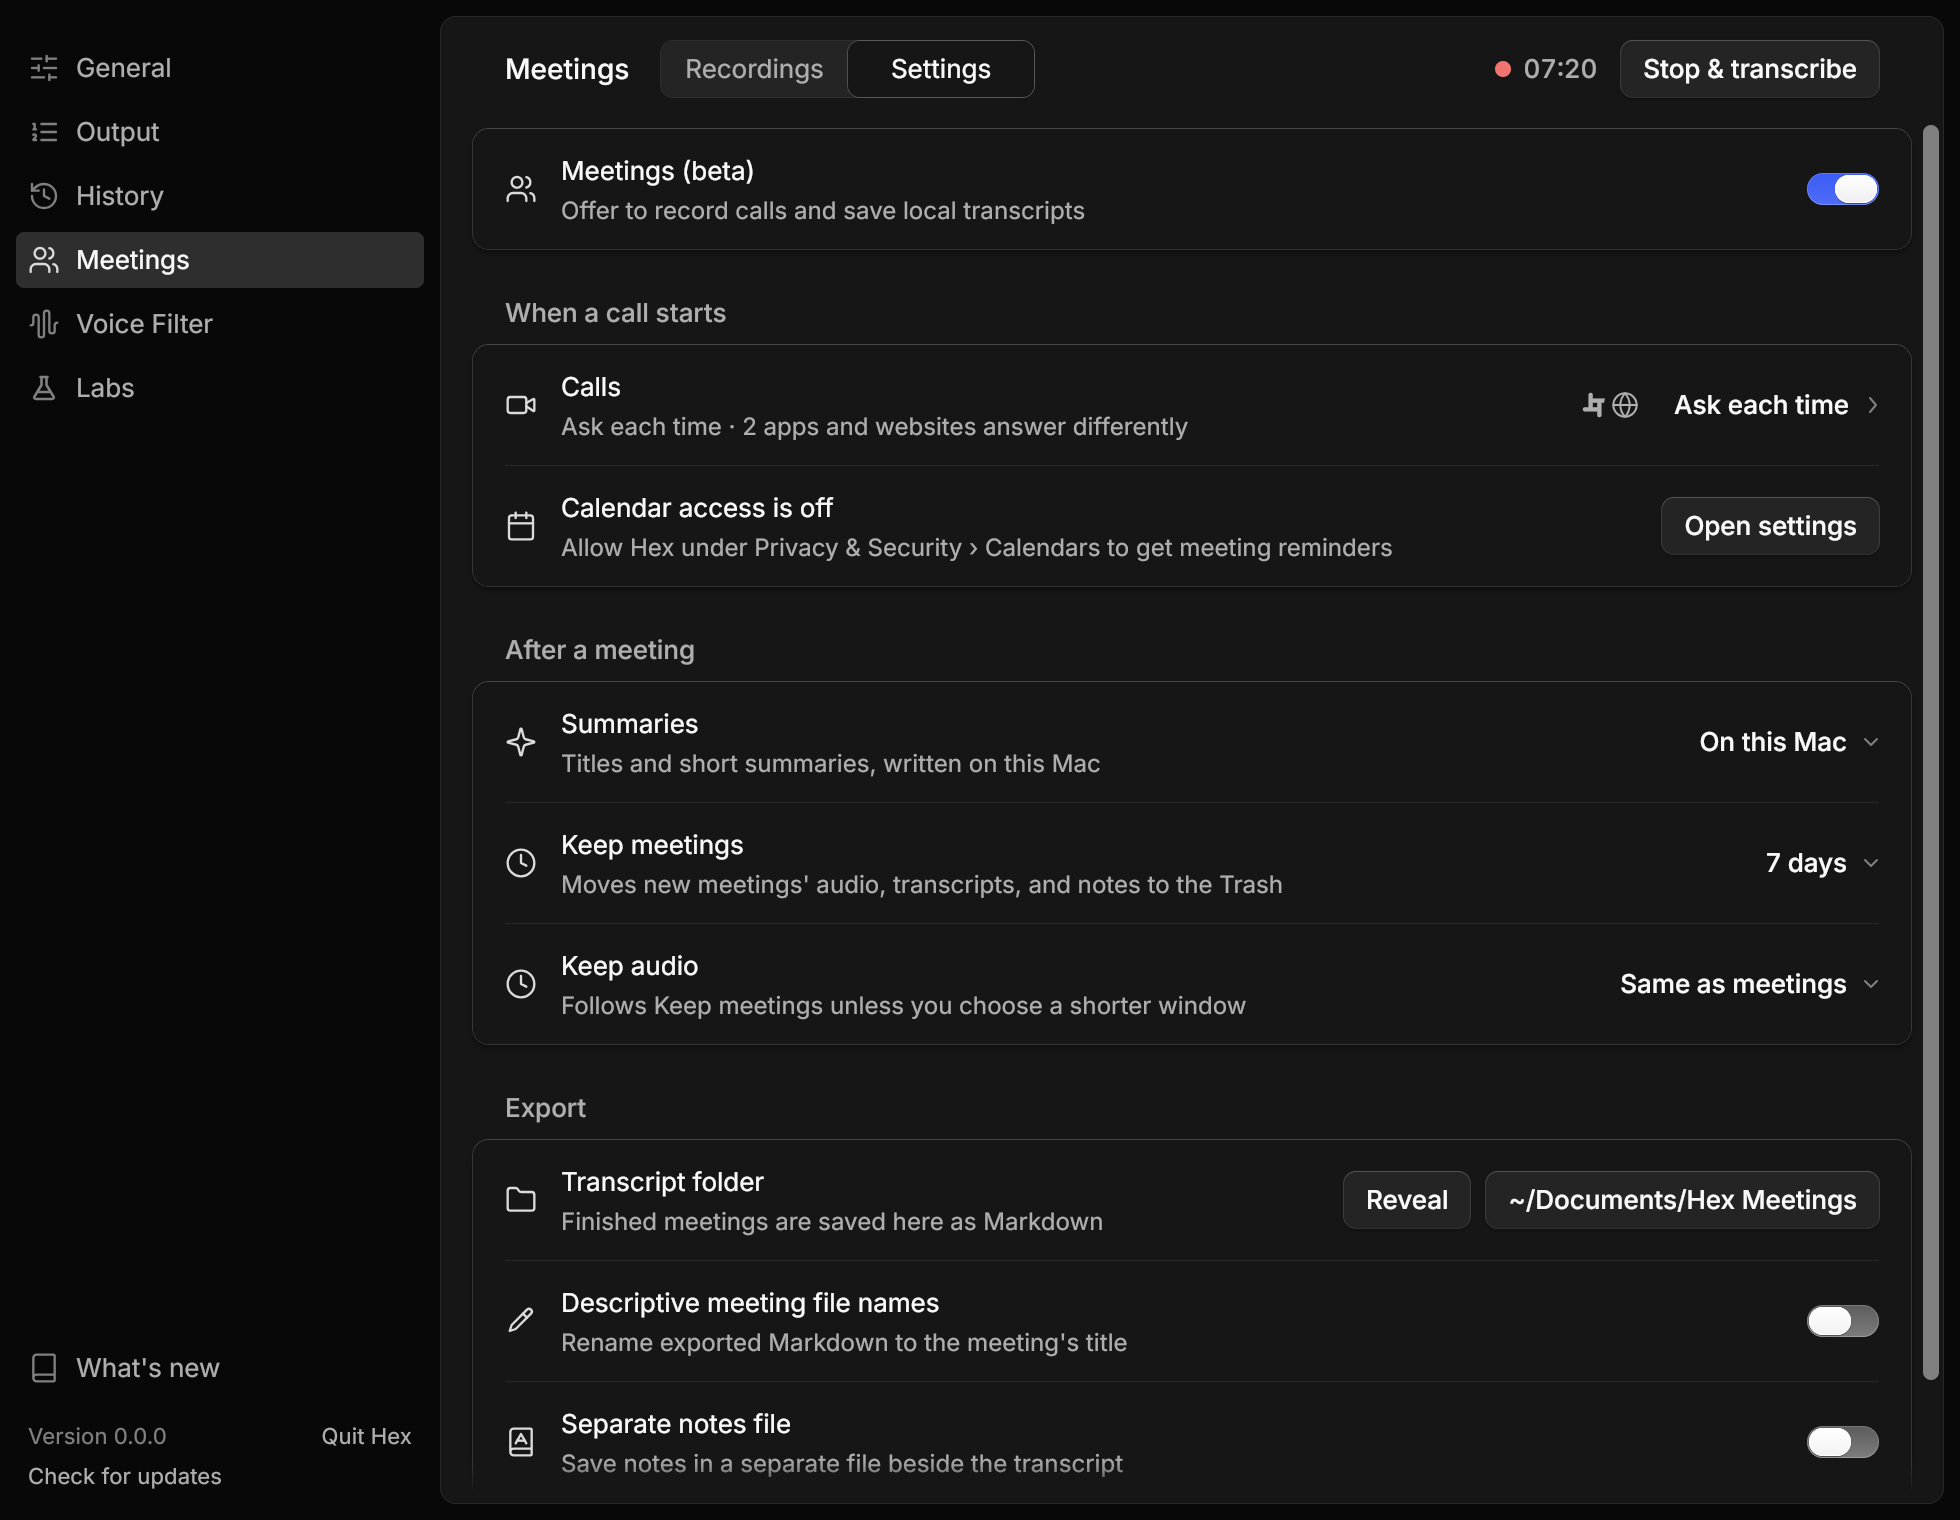 General
Output
History
Meetings
Voice Filter
Labs
What's new
Version 0.0.0
Quit Hex
Check for updates
Meetings
Recordings
Settings
07:20
Stop & transcribe
Meetings (beta)
Offer to record calls and save local transcripts
When a call starts
Calls
Ask each time · 2 apps and websites answer differently
Ask each time
Calendar access is off
Allow Hex under Privacy & Security › Calendars to get meeting reminders
Open settings
After a meeting
Summaries
Titles and short summaries, written on this Mac
On this Mac
Keep meetings
Moves new meetings' audio, transcripts, and notes to the Trash
7 days
Keep audio
Follows Keep meetings unless you choose a shorter window
Same as meetings
Export
Transcript folder
Finished meetings are saved here as Markdown
Reveal
~/Documents/Hex Meetings
Descriptive meeting file names
Rename exported Markdown to the meeting's title
Separate notes file
Save notes in a separate file beside the transcript